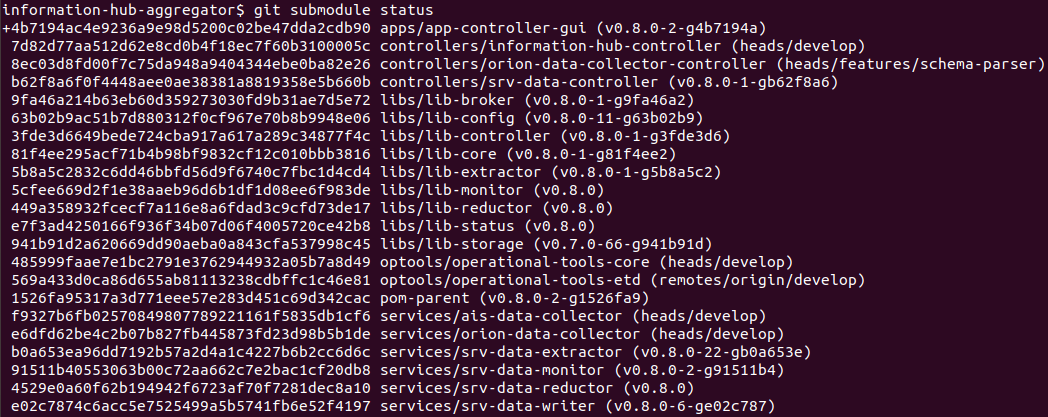 information-hub-aggregator$ git submodule status
+4b7194ac4e9236a9e98d5200c02be47dda2cdb90 apps/app-controller-gui (v0.8.0-2-g4b7194a)
7d82d77aa512d62e8cd0b4f18ec7f60b3100005c controllers/information-hub-controller (heads/develop)
8ec03d8fd00f7c75da948a9404344ebe0ba82e26 controllers/orion-data-collector-controller (heads/features/schema-parser)
b62f8a6f0f4448aee0ae38381a8819358e5b660b controllers/srv-data-controller (v0.8.0-1-gb62f8a6)
9fa46a214b63eb60d359273030fd9b31ae7d5e72 libs/lib-broker (v0.8.0-1-g9fa46a2)
63b02b9ac51b7d880312f0cf967e70b8b9948e06 libs/lib-config (v0.8.0-11-g63b02b9)
3fde3d6649bede724cba917a617a289c34877f4c libs/lib-controller (v0.8.0-1-g3fde3d6)
81f4ee295acf71b4b98bf9832cf12c010bbb3816 libs/lib-core (v0.8.0-1-g81f4ee2)
5b8a5c2832c6dd46bbfd56d9f6740c7fbc1d4cd4 libs/lib-extractor (v0.8.0-1-g5b8a5c2)
5cfee669d2f1e38aaeb96d6b1df1d08ee6f983de libs/lib-monitor (v0.8.0)
449a358932fcecf7a116e8a6fdad3c9cfd73de17 libs/lib-reductor (v0.8.0)
e7f3ad4250166f936f34b07d06f4005720ce42b8 libs/lib-status (v0.8.0)
941b91d2a620669dd90aeba0a843cfa537998c45 libs/lib-storage (v0.7.0-66-g941b91d)
485999faae7e1bc2791e3762944932a05b7a8d49 optools/operational-tools-core (heads/develop)
569a433d0ca86d655ab81113238cdbffc1c46e81 optools/operational-tools-etd (remotes/origin/develop)
1526fa95317a3d771eee57e283d451c69d342cac pom-parent (v0.8.0-2-g1526fa9)
f9327b6fb02570849807789221161f5835db1cf6 services/ais-data-collector (heads/develop)
e6dfd62be4c2b07b827fb445873fd23d98b5b1de services/orion-data-collector (heads/develop)
b0a653ea96dd7192b57a2d4a1c4227b6b2cc6d6c services/srv-data-extractor (v0.8.0-22-gb0a653e)
91511b40553063b00c72aa662c7e2bac1cf20db8 services/srv-data-monitor (v0.8.0-2-g91511b4)
4529e0a60f62b194942f6723af70f7281dec8a10 services/srv-data-reductor (v0.8.0)
e02c7874c6acc5e7525499a5b5741fb6e52f4197 services/srv-data-writer (v0.8.0-6-ge02c787)